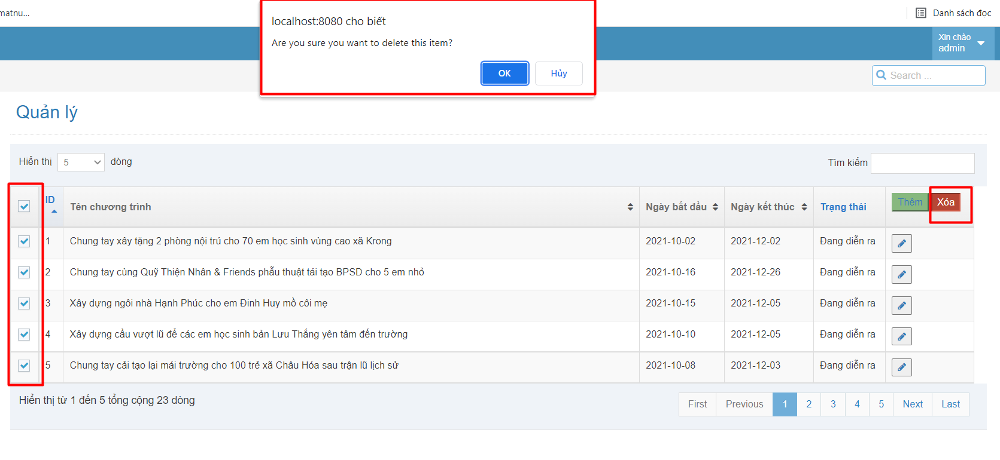 matnu...
Danh sách đọc
localhost:8080 cho biết
Are you sure you want to delete this item?
OK Hủy
Xin chào
admin
Search ...
Quản lý
Hiển thị 5 dòng
Tìm kiếm
ID Tên chương trình Ngày bắt đầu Ngày kết thúc Trạng thái Thêm Xóa
1 Chung tay xây tặng 2 phòng nội trú cho 70 em học sinh vùng cao xã Krong 2021-10-02 2021-12-02 Đang diễn ra
2 Chung tay cùng Quỹ Thiện Nhân & Friends phẫu thuật tái tạo BPSD cho 5 em nhỏ 2021-10-16 2021-12-26 Đang diễn ra
3 Xây dựng ngôi nhà Hạnh Phúc cho em Đinh Huy mồ côi mẹ 2021-10-15 2021-12-05 Đang diễn ra
4 Xây dựng cầu vượt lũ để các em học sinh bản Lưu Thắng yên tâm đến trường 2021-10-10 2021-12-05 Đang diễn ra
5 Chung tay cải tạo lại mái trường cho 100 trẻ xã Châu Hóa sau trận lũ lịch sử 2021-10-08 2021-12-03 Đang diễn ra
Hiển thị từ 1 đến 5 tổng cộng 23 dòng
First Previous 1 2 3 4 5 Next Last